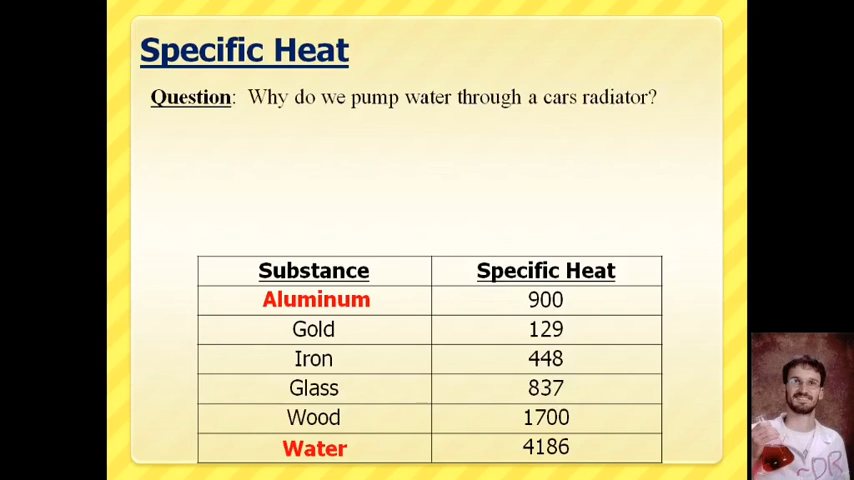 Specific Heat
Question: Why do we pump water through a cars radiator?
Substance Specific Heat
Aluminum 900
Gold 129
Iron 448
Glass 837
Wood 1700
Water 4186
~DR